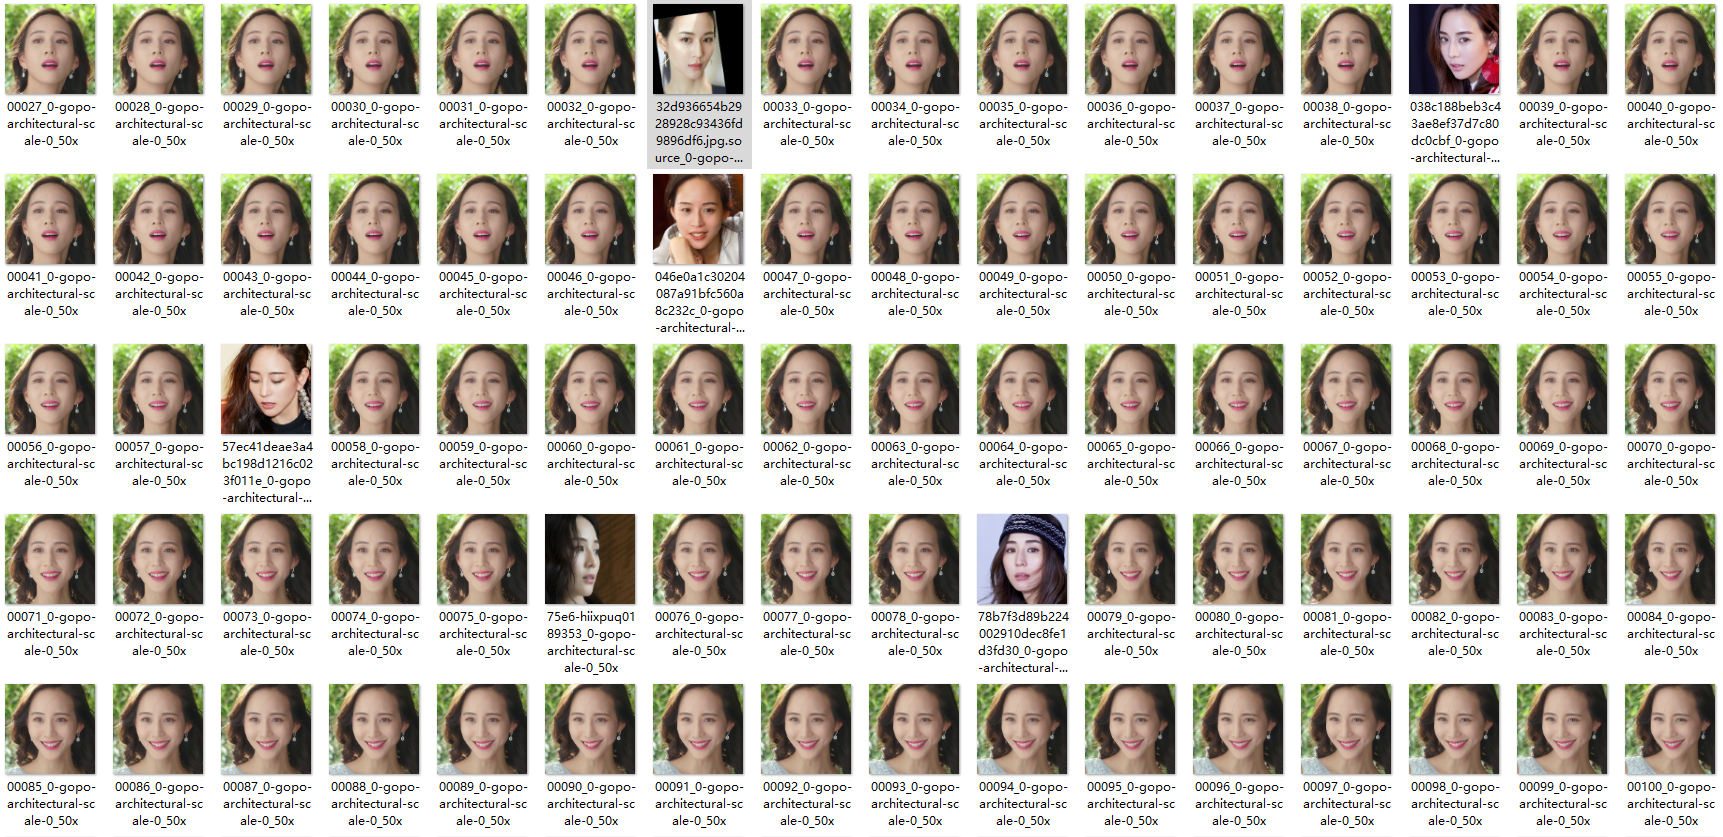 00027_0-gopo-
architectural-sc
ale-0_50x
00028_0-gopo-
architectural-sc
ale-0_50x
00029_0-gopo-
architectural-sc
ale-0_50x
00030_0-gopo-
architectural-sc
ale-0_50x
00031_0-gopo-
architectural-sc
ale-0_50x
00032_0-gopo-
architectural-sc
ale-0_50x
32d936654b29
28928c93436fd
9896df6.jpg.so
urce_0-gopo-...
00033_0-gopo-
architectural-sc
ale-0_50x
00034_0-gopo-
architectural-sc
ale-0_50x
00035_0-gopo-
architectural-sc
ale-0_50x
00036_0-gopo-
architectural-sc
ale-0_50x
00037_0-gopo-
architectural-sc
ale-0_50x
00038_0-gopo-
architectural-sc
ale-0_50x
038c188beb3c4
3ae8ef37d7c80
dc0cbf_0-gopo
-architectural-...
00039_0-gopo-
architectural-sc
ale-0_50x
00040_0-gopo-
architectural-sc
ale-0_50x
00041_0-gopo-
architectural-sc
ale-0_50x
00042_0-gopo-
architectural-sc
ale-0_50x
00043_0-gopo-
architectural-sc
ale-0_50x
00044_0-gopo-
architectural-sc
ale-0_50x
00045_0-gopo-
architectural-sc
ale-0_50x
00046_0-gopo-
architectural-sc
ale-0_50x
046e0a1c30204
087a91bfc560a
8c232c_0-gopo
-architectural-...
00047_0-gopo-
architectural-sc
ale-0_50x
00048_0-gopo-
architectural-sc
ale-0_50x
00049_0-gopo-
architectural-sc
ale-0_50x
00050_0-gopo-
architectural-sc
ale-0_50x
00051_0-gopo-
architectural-sc
ale-0_50x
00052_0-gopo-
architectural-sc
ale-0_50x
00053_0-gopo-
architectural-sc
ale-0_50x
00054_0-gopo-
architectural-sc
ale-0_50x
00055_0-gopo-
architectural-sc
ale-0_50x
00056_0-gopo-
architectural-sc
ale-0_50x
00057_0-gopo-
architectural-sc
ale-0_50x
57ec41deae3a4
bc198d1216c02
3f011e_0-gopo
-architectural-...
00058_0-gopo-
architectural-sc
ale-0_50x
00059_0-gopo-
architectural-sc
ale-0_50x
00060_0-gopo-
architectural-sc
ale-0_50x
00061_0-gopo-
architectural-sc
ale-0_50x
00062_0-gopo-
architectural-sc
ale-0_50x
00063_0-gopo-
architectural-sc
ale-0_50x
00064_0-gopo-
architectural-sc
ale-0_50x
00065_0-gopo-
architectural-sc
ale-0_50x
00066_0-gopo-
architectural-sc
ale-0_50x
00067_0-gopo-
architectural-sc
ale-0_50x
00068_0-gopo-
architectural-sc
ale-0_50x
00069_0-gopo-
architectural-sc
ale-0_50x
00070_0-gopo-
architectural-sc
ale-0_50x
00071_0-gopo-
architectural-sc
ale-0_50x
00072_0-gopo-
architectural-sc
ale-0_50x
00073_0-gopo-
architectural-sc
ale-0_50x
00074_0-gopo-
architectural-sc
ale-0_50x
00075_0-gopo-
architectural-sc
ale-0_50x
75e6-hiixpuq01
89353_0-gopo-
architectural-sc
ale-0_50x
00076_0-gopo-
architectural-sc
ale-0_50x
00077_0-gopo-
architectural-sc
ale-0_50x
00078_0-gopo-
architectural-sc
ale-0_50x
78b7f3d89b224
002910dec8fe1
d3fd30_0-gopo
-architectural-...
00079_0-gopo-
architectural-sc
ale-0_50x
00080_0-gopo-
architectural-sc
ale-0_50x
00081_0-gopo-
architectural-sc
ale-0_50x
00082_0-gopo-
architectural-sc
ale-0_50x
00083_0-gopo-
architectural-sc
ale-0_50x
00084_0-gopo-
architectural-sc
ale-0_50x
00085_0-gopo-
architectural-sc
ale-0_50x
00086_0-gopo-
architectural-sc
ale-0_50x
00087_0-gopo-
architectural-sc
ale-0_50x
00088_0-gopo-
architectural-sc
ale-0_50x
00089_0-gopo-
architectural-sc
ale-0_50x
00090_0-gopo-
architectural-sc
ale-0_50x
00091_0-gopo-
architectural-sc
ale-0_50x
00092_0-gopo-
architectural-sc
ale-0_50x
00093_0-gopo-
architectural-sc
ale-0_50x
00094_0-gopo-
architectural-sc
ale-0_50x
00095_0-gopo-
architectural-sc
ale-0_50x
00096_0-gopo-
architectural-sc
ale-0_50x
00097_0-gopo-
architectural-sc
ale-0_50x
00098_0-gopo-
architectural-sc
ale-0_50x
00099_0-gopo-
architectural-sc
ale-0_50x
00100_0-gopo-
architectural-sc
ale-0_50x